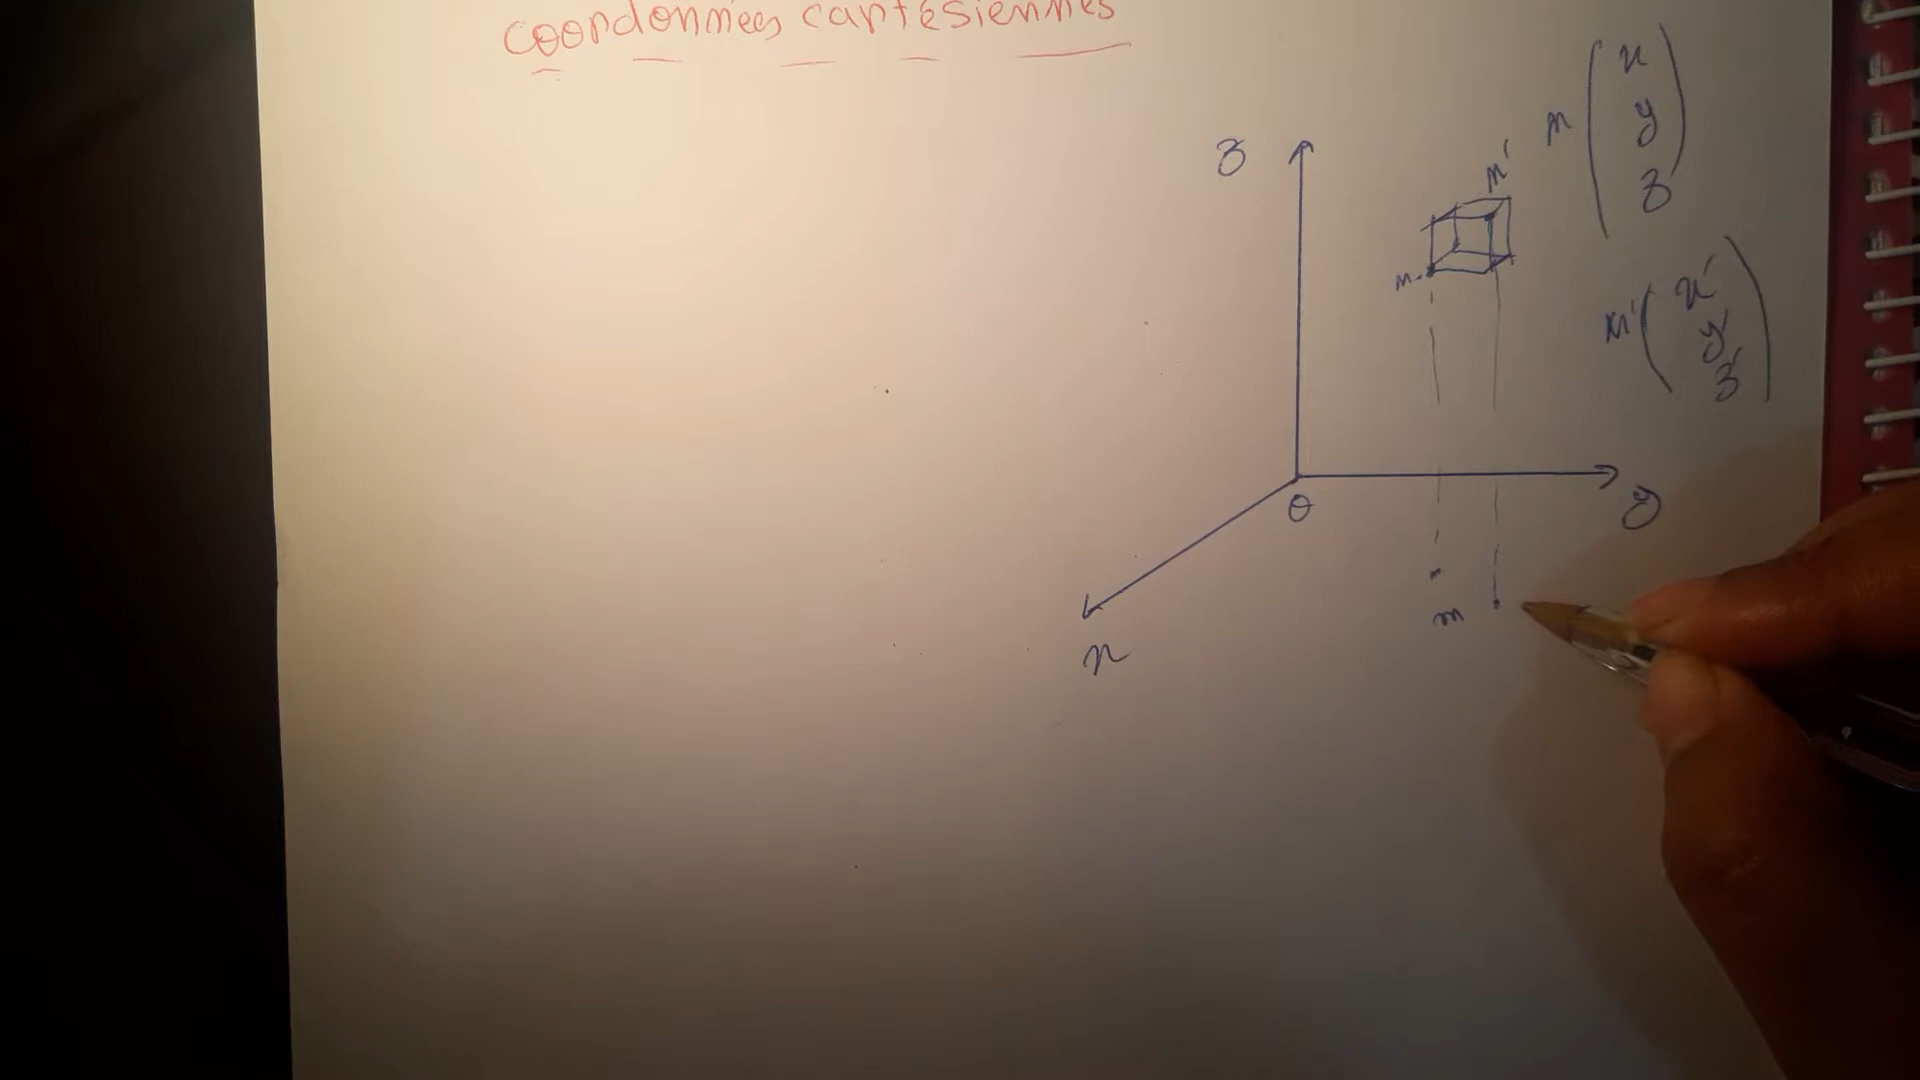 coordonnées cartésiennes
z
M'
M ( x
y
z )
M
M' ( x'
y'
z' )
O
y
m
x